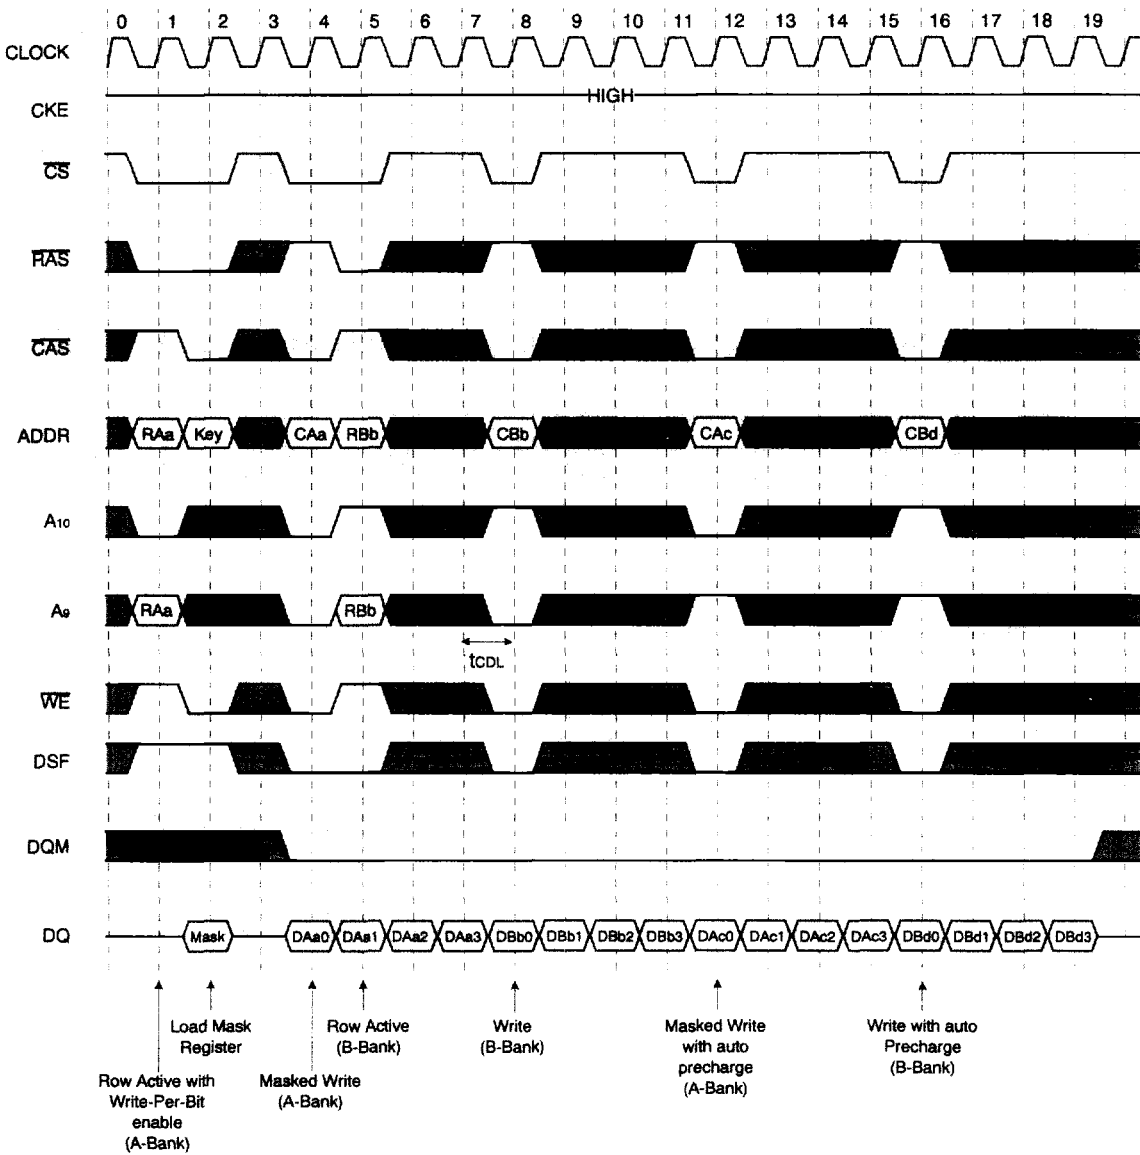 0 1 2 3 4 5 6 7 8 9 10 11 12 13 14 15 16 17 18 19
CLOCK
CKE HIGH
CS
RAS
CAS
ADDR RAa Key CAa RBb CBb CAc CBd
A10
A9 RAa RBb
tCDL
WE
DSF
DQM
DQ Mask DAa0 DAa1 DAa2 DAa3 DBb0 DBb1 DBb2 DBb3 DAc0 DAc1 DAc2 DAc3 DBd0 DBd1 DBd2 DBd3
Load Mask
Register
Row Active
(B-Bank)
Write
(B-Bank)
Masked Write
with auto
precharge
(A-Bank)
Write with auto
Precharge
(B-Bank)
Row Active with
Write-Per-Bit
enable
(A-Bank)
Masked Write
(A-Bank)